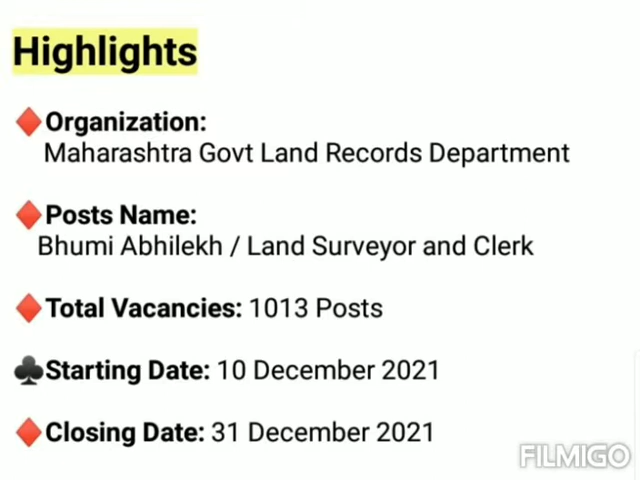 Highlights
Organization:
Maharashtra Govt Land Records Department
Posts Name:
Bhumi Abhilekh / Land Surveyor and Clerk
Total Vacancies: 1013 Posts
Starting Date: 10 December 2021
Closing Date: 31 December 2021
FILMIGO